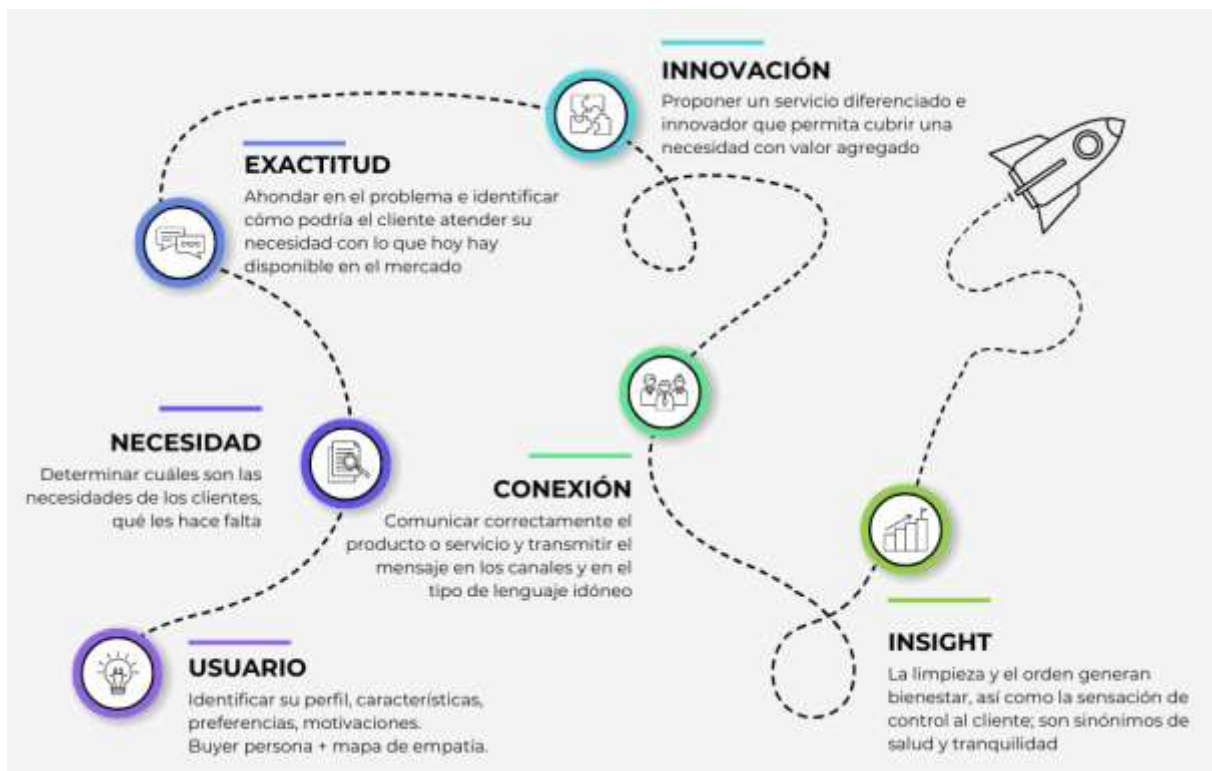 INNOVACIÓN
Proponer un servicio diferenciado e
innovador que permita cubrir una
necesidad con valor agregado
EXACTITUD
Ahondar en el problema e identificar
cómo podría el cliente atender su
necesidad con lo que hoy hay
disponible en el mercado
NECESIDAD
Determinar cuáles son las
necesidades de los clientes,
qué les hace falta
CONEXIÓN
Comunicar correctamente el
producto o servicio y transmitir el
mensaje en los canales y en el
tipo de lenguaje idóneo
USUARIO
Identificar su perfil, características,
preferencias, motivaciones.
Buyer persona + mapa de empatía.
INSIGHT
La limpieza y el orden generan
bienestar, así como la sensación de
control al cliente; son sinónimos de
salud y tranquilidad